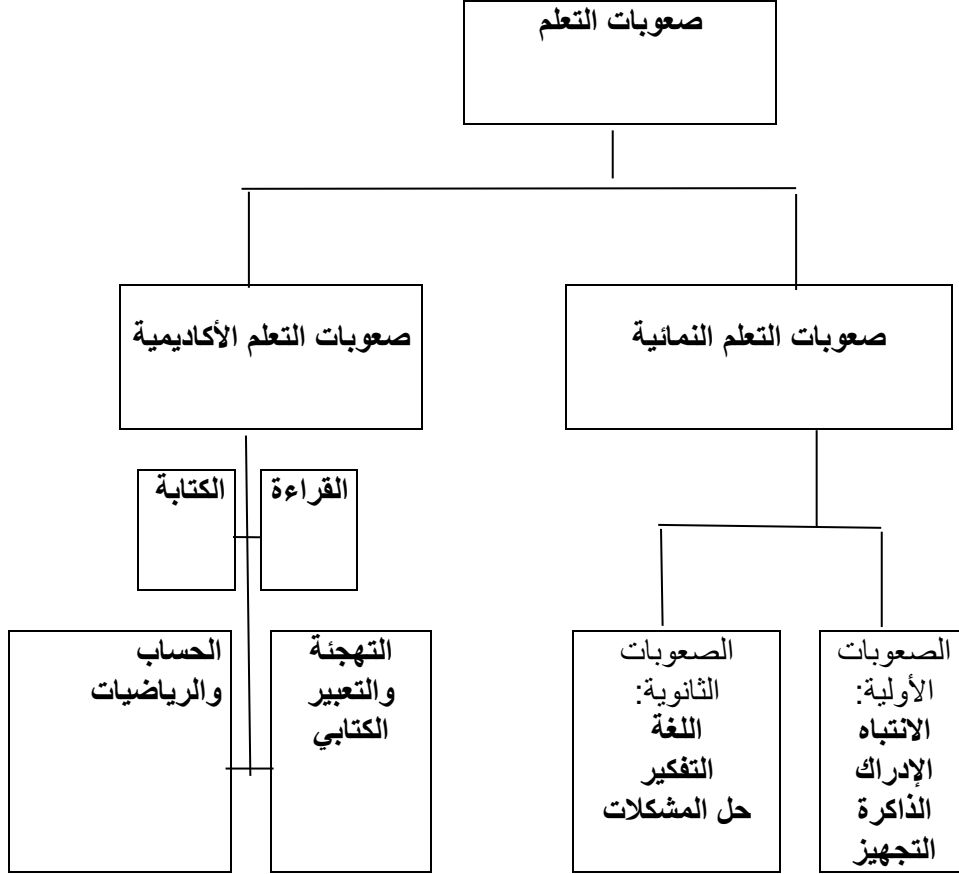 صعوبات التعلم
صعوبات التعلم النمائية
صعوبات التعلم الأكاديمية
القراءة
الكتابة
الصعوبات
الأولية:
الانتباه
الإدراك
الذاكرة
التجهيز
الصعوبات
الثانوية:
اللغة
التفكير
حل المشكلات
التهجئة
والتعبير
الكتابي
الحساب
والرياضيات